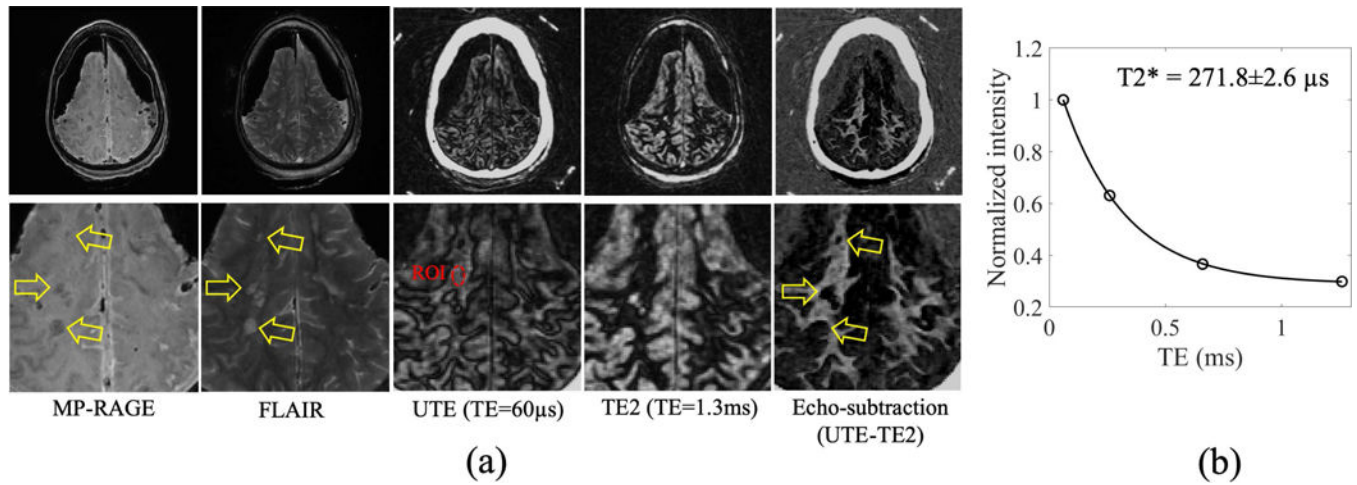 ROI
MP-RAGE
FLAIR
UTE (TE=60µs)
TE2 (TE=1.3ms)
Echo-subtraction
(UTE-TE2)
(a)
T2* = 271.8±2.6 µs
Normalized intensity
1.2
1
0.8
0.6
0.4
0.2
0
0.5
1
TE (ms)
(b)